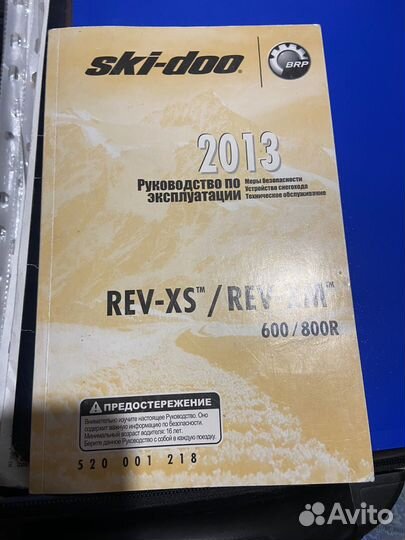 ski-doo
BRP
2013
Руководство по эксплуатации
Меры безопасности
Устройство снегохода
Техническое обслуживание
REV-XS™/REV-XM™
600/800R
ПРЕДОСТЕРЕЖЕНИЕ
Внимательно изучите настоящее Руководство. Оно
содержит важную информацию по безопасности.
Минимальный возраст водителя: 16 лет.
Берите данное Руководство с собой в каждую поездку.
520 001 218
Avito